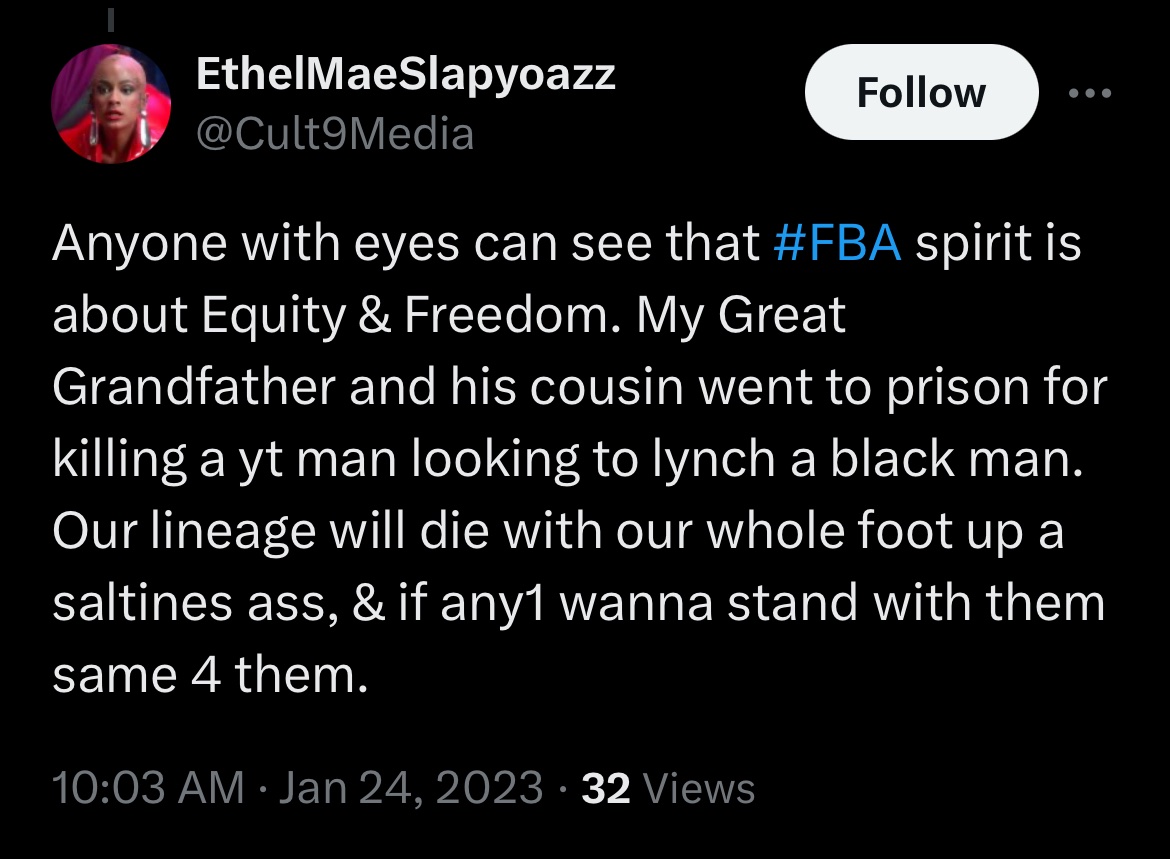 EthelMaeSlapyoazz
@Cult9Media
Follow
Anyone with eyes can see that #FBA spirit is
about Equity & Freedom. My Great
Grandfather and his cousin went to prison for
killing a yt man looking to lynch a black man.
Our lineage will die with our whole foot up a
saltines ass, & if any1 wanna stand with them
same 4 them.
10:03 AM · Jan 24, 2023 · 32 Views